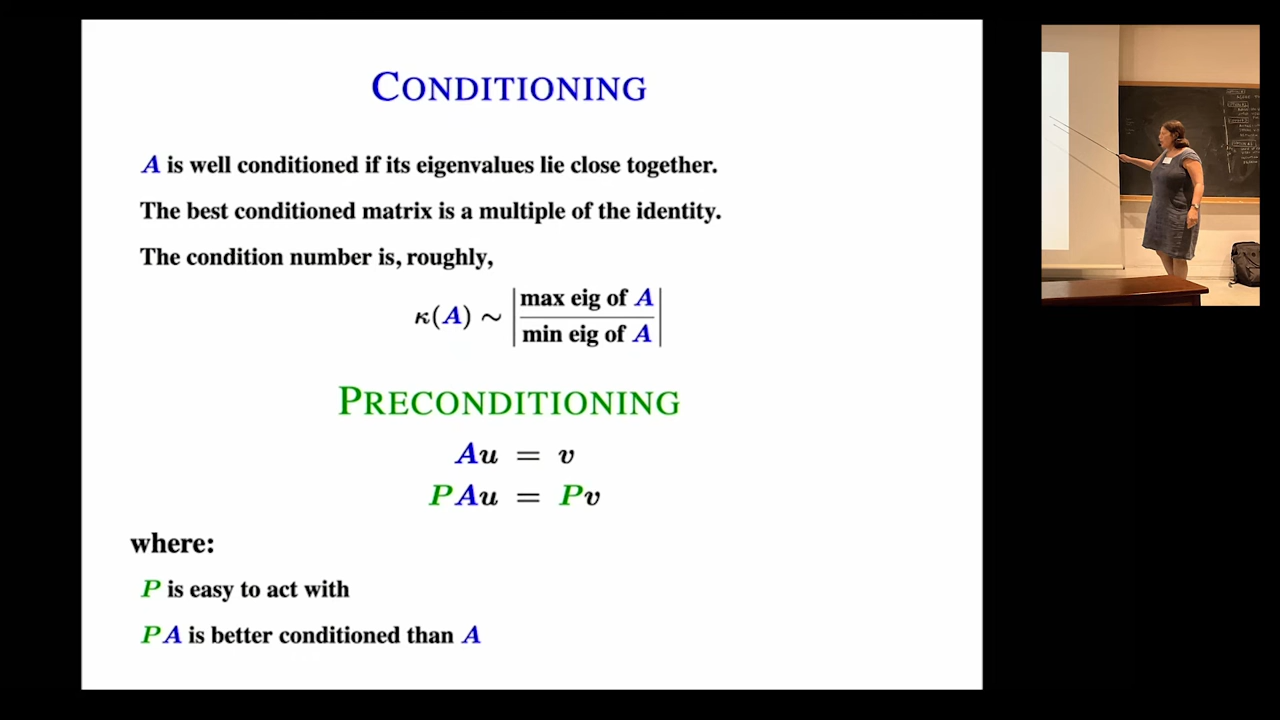 CONDITIONING
A is well conditioned if its eigenvalues lie close together.
The best conditioned matrix is a multiple of the identity.
The condition number is, roughly,
κ(A) ∼ |max eig of A / min eig of A|
PRECONDITIONING
Au = v
PAu = Pv
where:
P is easy to act with
PA is better conditioned than A